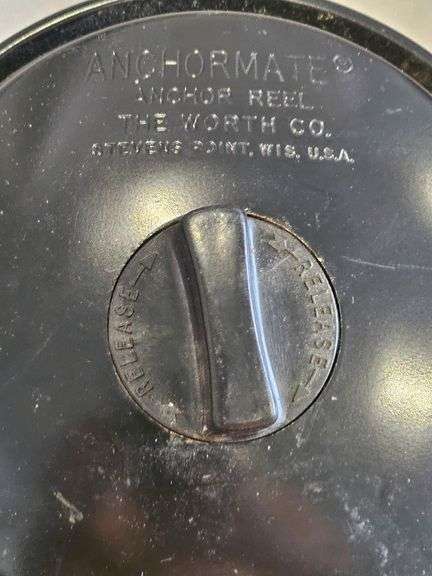 ANCHORMATE®
ANCHOR REEL
THE WORTH CO.
STEVENS POINT, WIS. U.S.A.
RELEASE
RELEASE